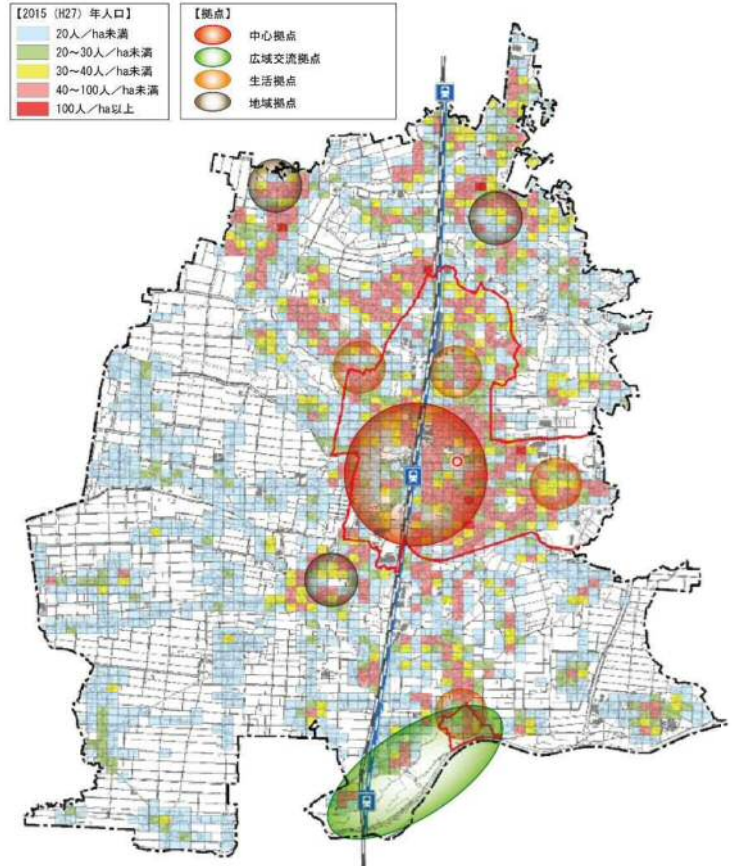 【2015（H27）年人口】
20人／ha未満
20～30人／ha未満
30～40人／ha未満
40～100人／ha未満
100人／ha以上
【拠点】
中心拠点
広域交流拠点
生活拠点
地域拠点